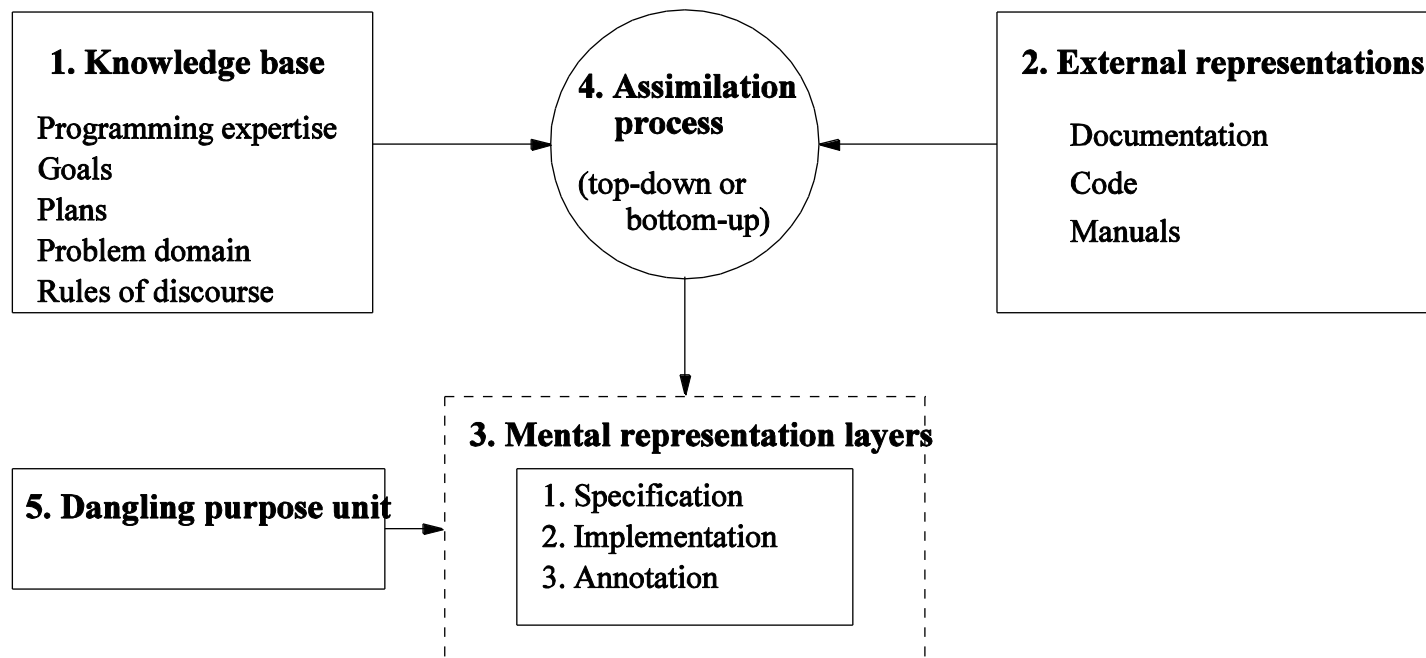 1. Knowledge base
Programming expertise
Goals
Plans
Problem domain
Rules of discourse
4. Assimilation
process
(top-down or
bottom-up)
2. External representations
Documentation
Code
Manuals
3. Mental representation layers
1. Specification
2. Implementation
3. Annotation
5. Dangling purpose unit